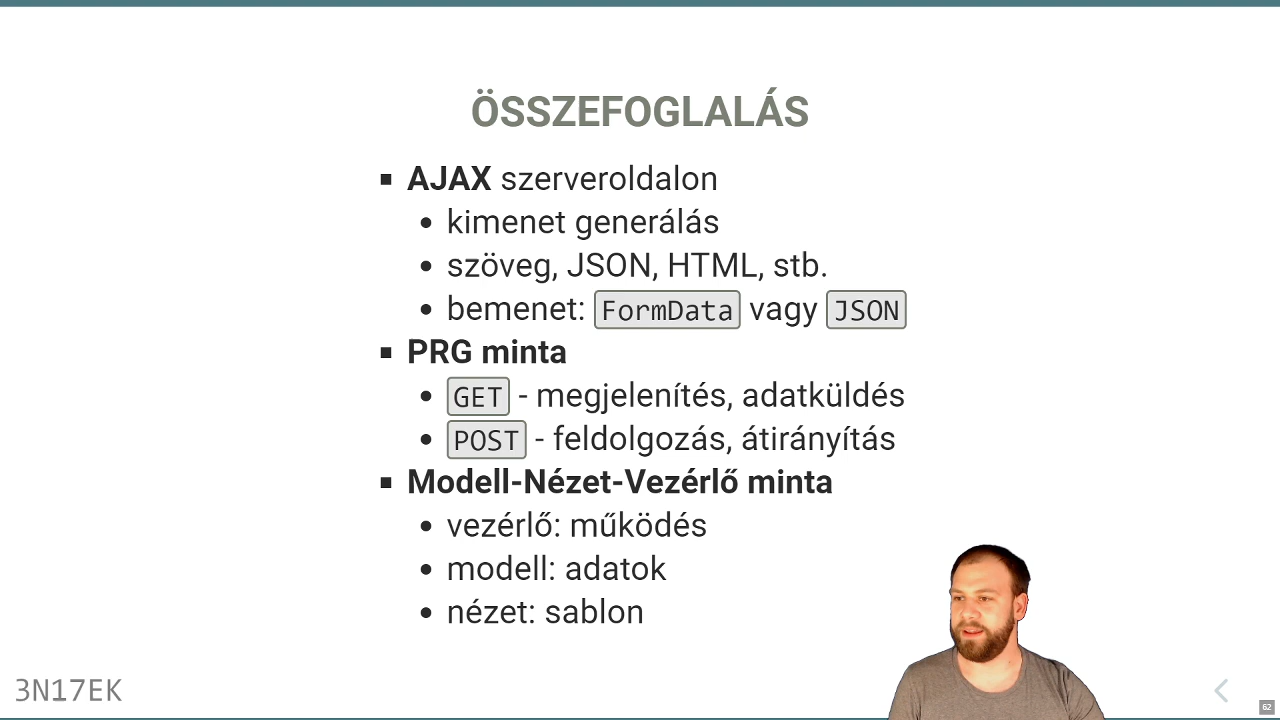 ÖSSZEFOGLALÁS
AJAX szerveroldalon
kimenet generálás
szöveg, JSON, HTML, stb.
bemenet: FormData vagy JSON
PRG minta
GET - megjelenítés, adatküldés
POST - feldolgozás, átirányítás
Modell-Nézet-Vezérlő minta
vezérlő: működés
modell: adatok
nézet: sablon
3N17EK
62